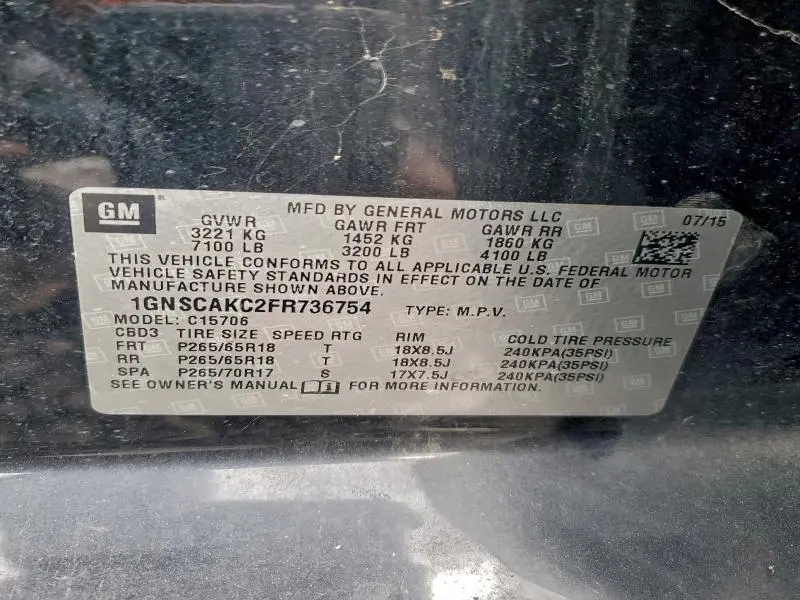 GM
MFD BY GENERAL MOTORS LLC 07/15
GVWR GAWR FRT GAWR RR
3221 KG 1452 KG 1860 KG
7100 LB 3200 LB 4100 LB
THIS VEHICLE CONFORMS TO ALL APPLICABLE U.S. FEDERAL MOTOR
VEHICLE SAFETY STANDARDS IN EFFECT ON THE DATE OF
MANUFACTURE SHOWN ABOVE.
1GNSCAKC2FR736754 TYPE: M.P.V.
MODEL: C15706
CBD3 TIRE SIZE SPEED RTG RIM COLD TIRE PRESSURE
FRT P265/65R18 T 18X8.5J 240KPA(35PSI)
RR P265/65R18 T 18X8.5J 240KPA(35PSI)
SPA P265/70R17 S 17X7.5J 240KPA(35PSI)
SEE OWNER'S MANUAL FOR MORE INFORMATION.